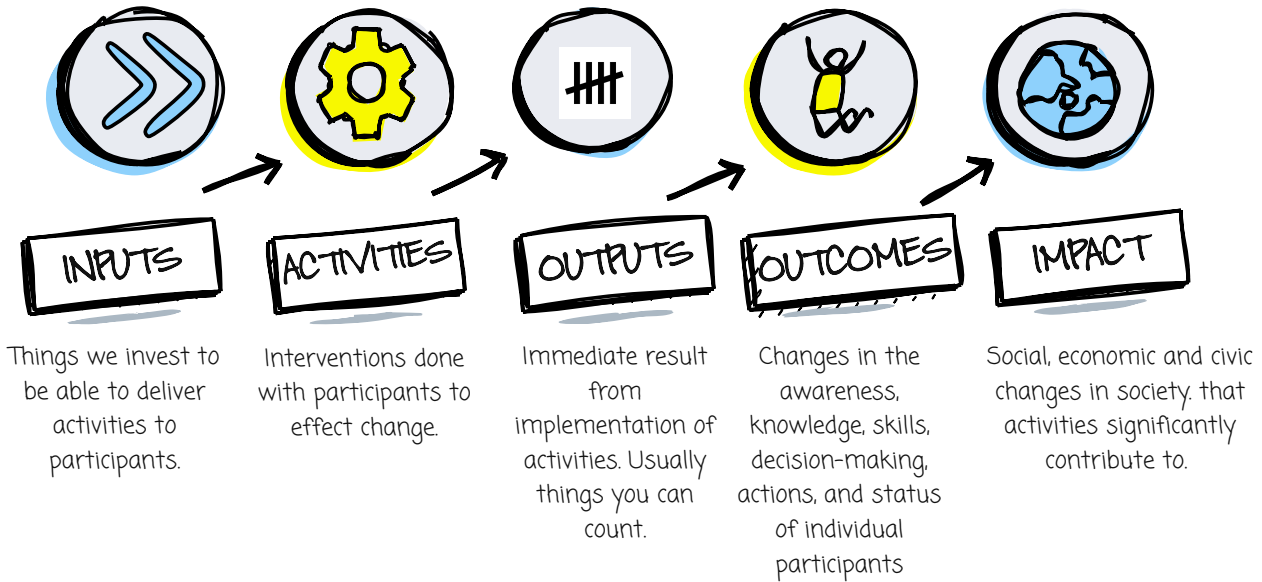 INPUTS
Things we invest to
be able to deliver
activities to
participants.
ACTIVITIES
Interventions done
with participants to
effect change.
OUTPUTS
Immediate result
from
implementation of
activities. Usually
things you can
count.
OUTCOMES
Changes in the
awareness,
knowledge, skills,
decision-making,
actions, and status
of individual
participants
IMPACT
Social, economic and civic
changes in society. that
activities significantly
contribute to.